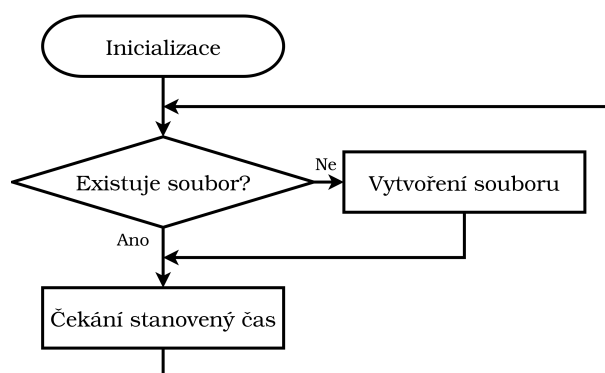 Inicializace
Existuje soubor?
Ne
Vytvoření souboru
Ano
Čekání stanovený čas